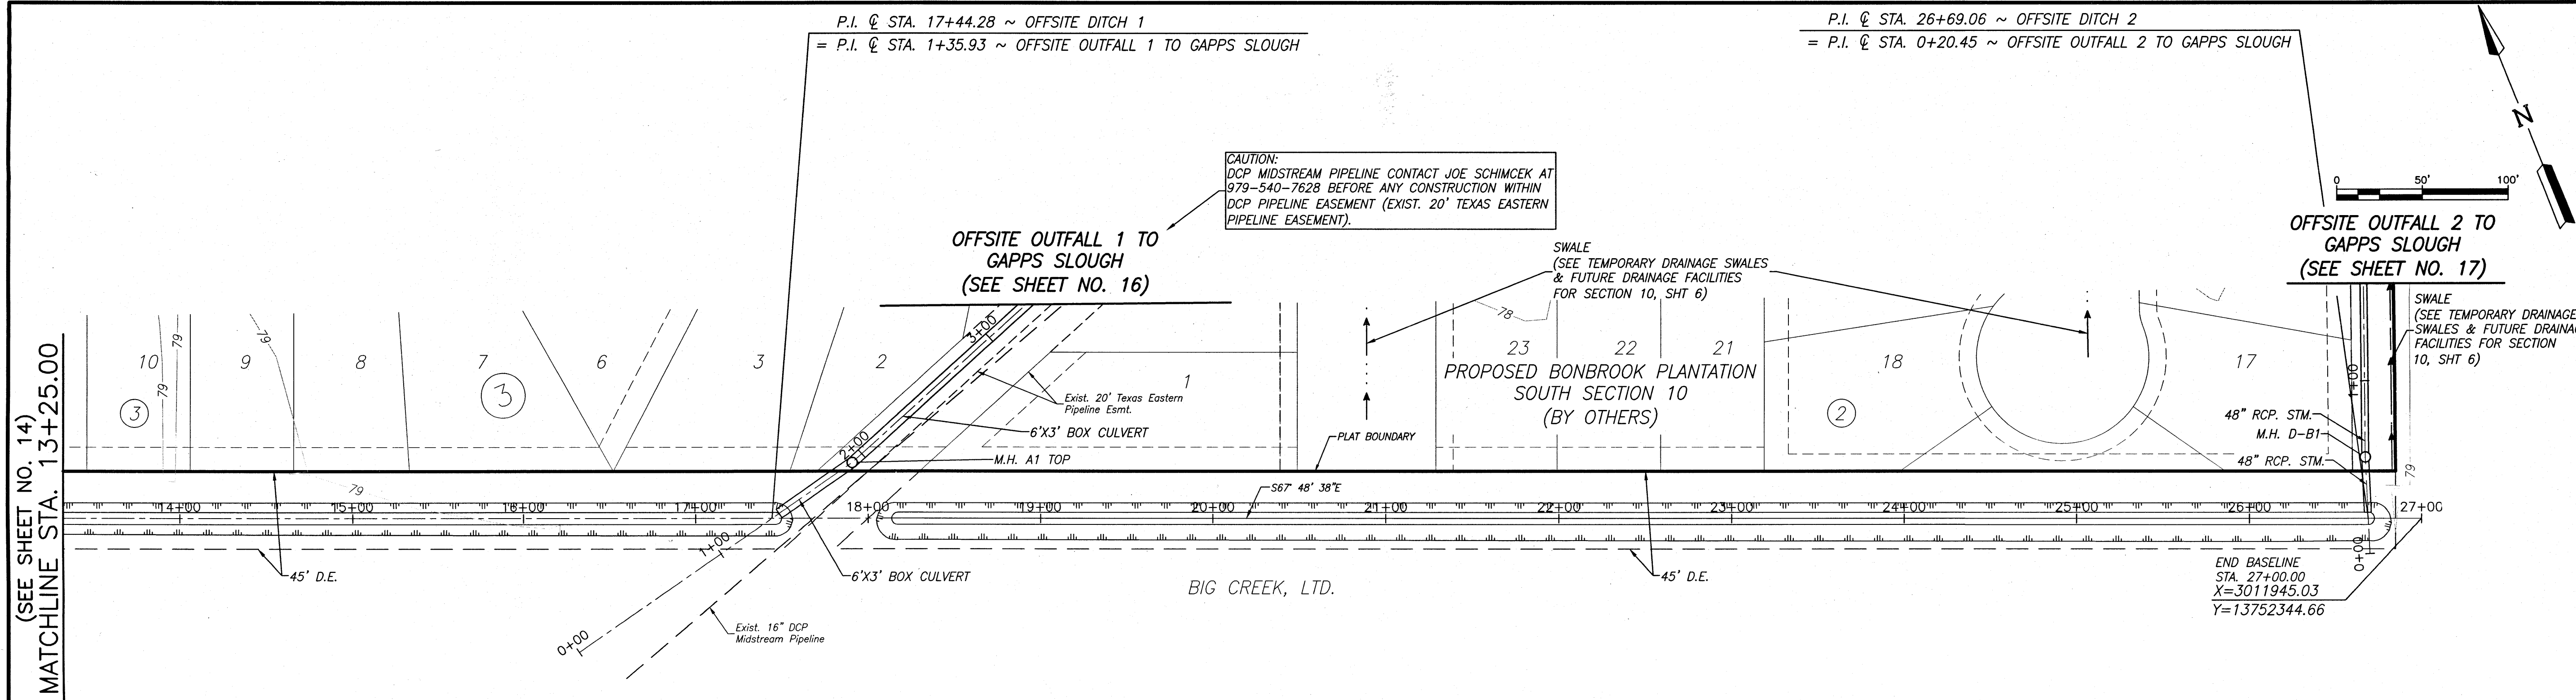 P.I. ℄ STA. 17+44.28 ~ OFFSITE DITCH 1
= P.I. ℄ STA. 1+35.93 ~ OFFSITE OUTFALL 1 TO GAPPS SLOUGH
P.I. ℄ STA. 26+69.06 ~ OFFSITE DITCH 2
= P.I. ℄ STA. 0+20.45 ~ OFFSITE OUTFALL 2 TO GAPPS SLOUGH
N
0 50' 100'
CAUTION:
DCP MIDSTREAM PIPELINE CONTACT JOE SCHIMCEK AT
979-540-7628 BEFORE ANY CONSTRUCTION WITHIN
DCP PIPELINE EASEMENT (EXIST. 20' TEXAS EASTERN
PIPELINE EASEMENT).
OFFSITE OUTFALL 1 TO
GAPPS SLOUGH
(SEE SHEET NO. 16)
SWALE
(SEE TEMPORARY DRAINAGE SWALES
& FUTURE DRAINAGE FACILITIES
FOR SECTION 10, SHT 6)
OFFSITE OUTFALL 2 TO
GAPPS SLOUGH
(SEE SHEET NO. 17)
SWALE
(SEE TEMPORARY DRAINAGE
SWALES & FUTURE DRAINA
FACILITIES FOR SECTION
10, SHT 6)
(SEE SHEET NO. 14)
MATCHLINE STA. 13+25.00
10 9 8 7 6 3 2 1 23 22 21 18 17
3
3
2
79
79
79
79
78
79
PROPOSED BONBROOK PLANTATION
SOUTH SECTION 10
(BY OTHERS)
Exist. 20' Texas Eastern
Pipeline Esmt.
6'X3' BOX CULVERT
M.H. A1 TOP
PLAT BOUNDARY
48" RCP. STM.
M.H. D-B1
48" RCP. STM.
3+00
2+00
1+00
0+00
1+00
0+00
S67° 48' 38"E
14+00 15+00 16+00 17+00 18+00 19+00 20+00 21+00 22+00 23+00 24+00 25+00 26+00 27+00
45' D.E.
6'X3' BOX CULVERT
BIG CREEK, LTD.
45' D.E.
Exist. 16" DCP
Midstream Pipeline
END BASELINE
STA. 27+00.00
X=3011945.03
Y=13752344.66